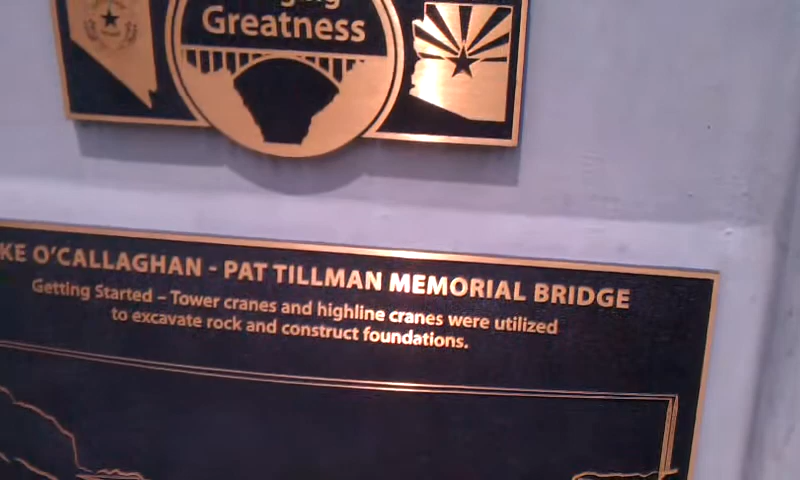 Greatness
O'CALLAGHAN - PAT TILLMAN MEMORIAL BRIDGE
Getting Started – Tower cranes and highline cranes were utilized
to excavate rock and construct foundations.